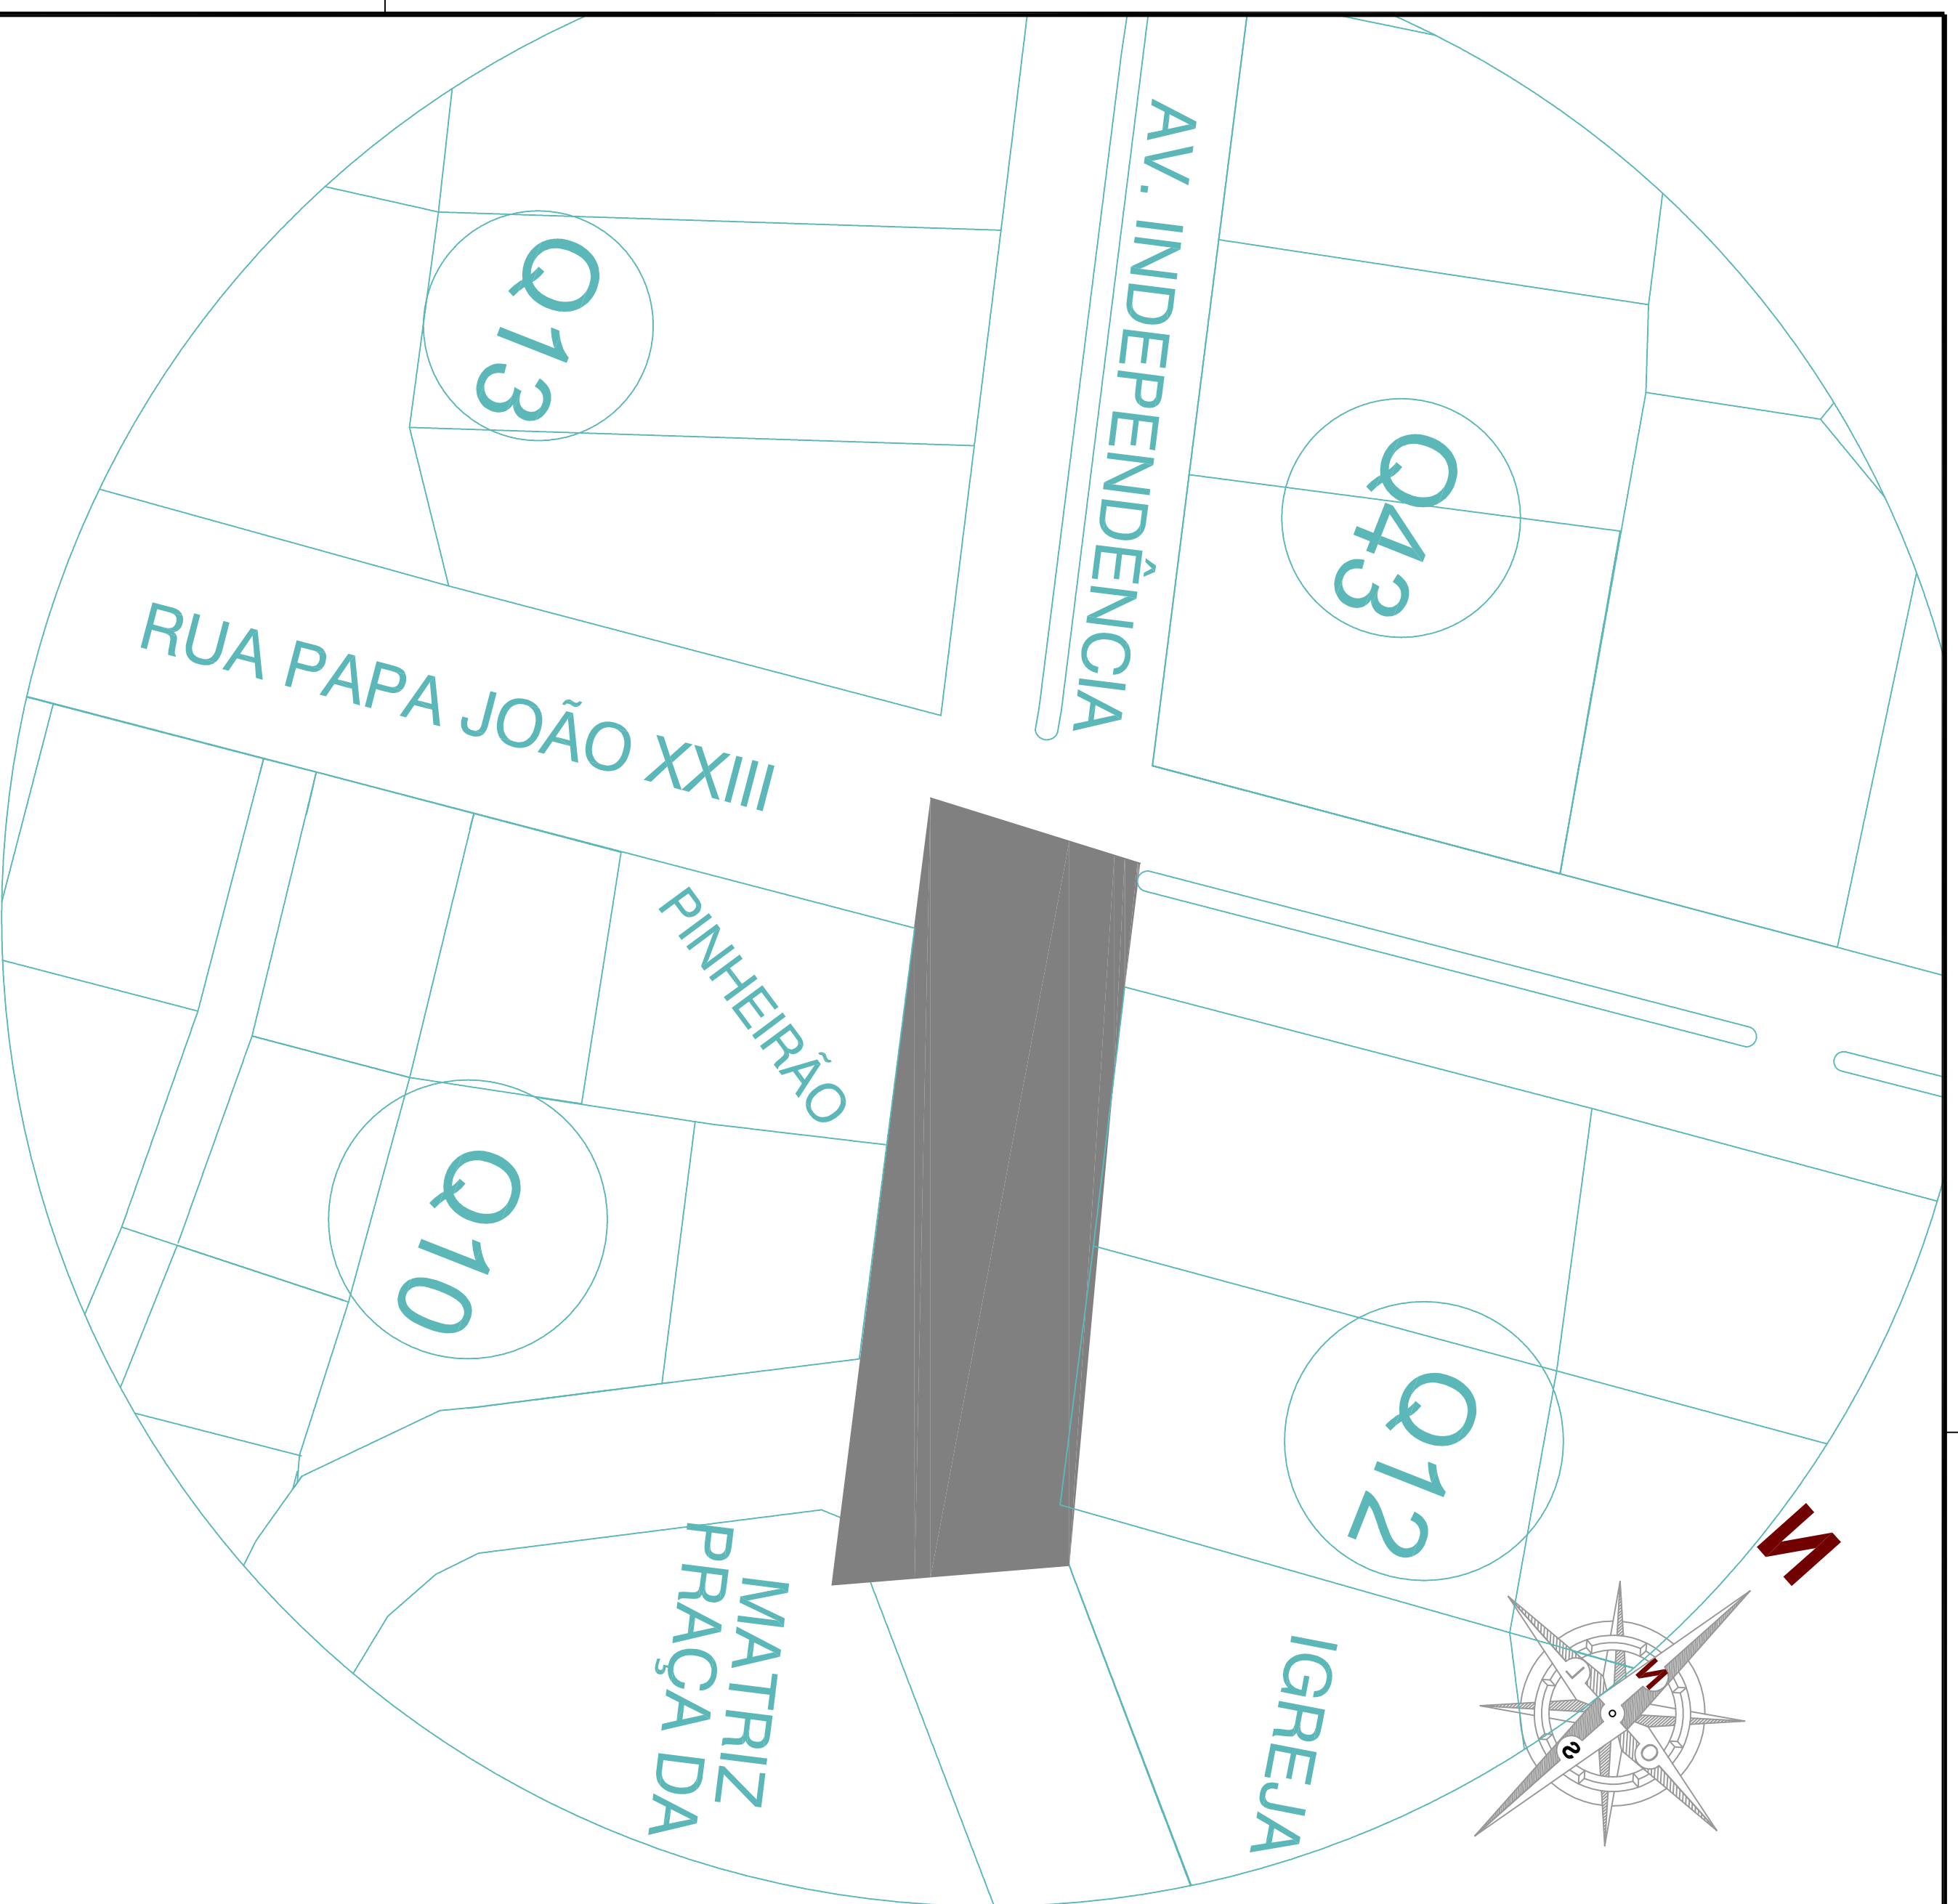 AV. INDEPENDÊNCIA
Q13
Q43
RUA PAPA JOÃO XXIII
PINHEIRÃO
Q10
Q12
PRAÇA DA
MATRIZ
IGREJA
N
N
L
O
S